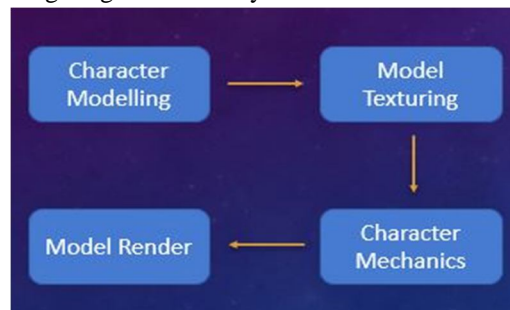 Character
Modelling
Model
Texturing
Character
Mechanics
Model Render